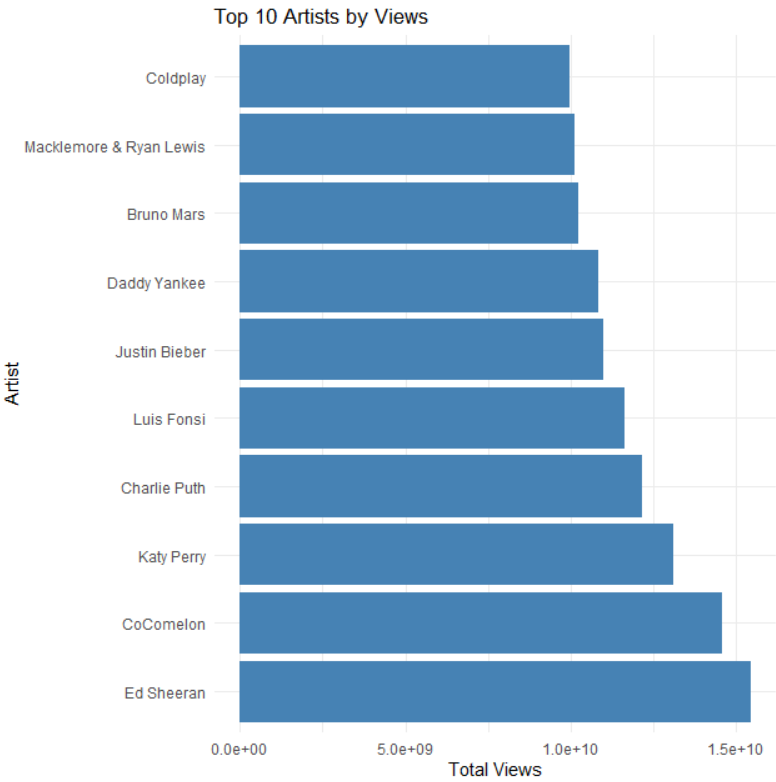 Top 10 Artists by Views
Coldplay
Macklemore & Ryan Lewis
Bruno Mars
Daddy Yankee
Justin Bieber
Luis Fonsi
Charlie Puth
Katy Perry
CoComelon
Ed Sheeran
Artist
0.0e+00 5.0e+09 1.0e+10 1.5e+10
Total Views